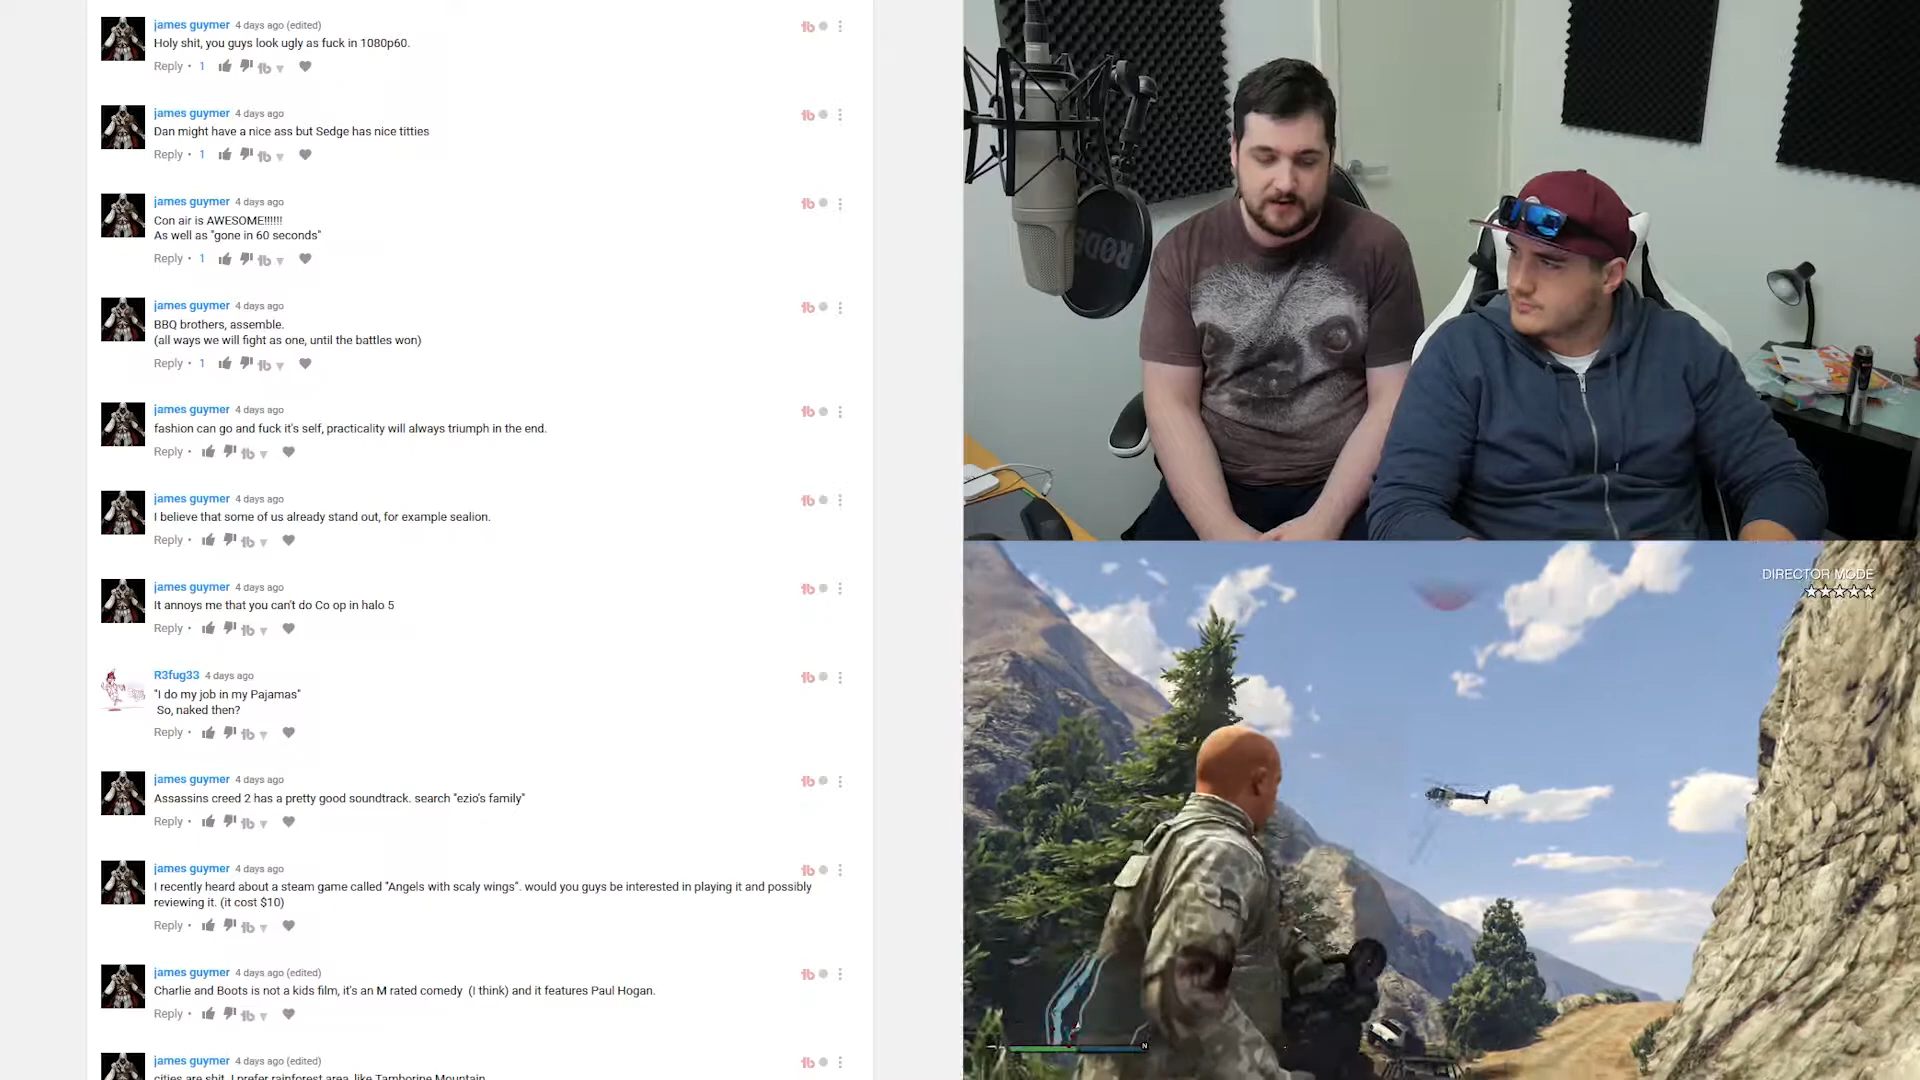 james guymer 4 days ago (edited)
Holy shit, you guys look ugly as fuck in 1080p60.
Reply • 1
james guymer 4 days ago
Dan might have a nice ass but Sedge has nice titties
Reply • 1
james guymer 4 days ago
Con air is AWESOME!!!!!!
As well as "gone in 60 seconds"
Reply • 1
james guymer 4 days ago
BBQ brothers, assemble.
(all ways we will fight as one, until the battles won)
Reply • 1
james guymer 4 days ago
fashion can go and fuck it's self, practicality will always triumph in the end.
Reply •
james guymer 4 days ago
I believe that some of us already stand out, for example sealion.
Reply •
james guymer 4 days ago
It annoys me that you can't do Co op in halo 5
Reply •
R3fug33 4 days ago
"I do my job in my Pajamas"
So, naked then?
Reply •
james guymer 4 days ago
Assassins creed 2 has a pretty good soundtrack. search "ezio's family"
Reply •
james guymer 4 days ago
I recently heard about a steam game called "Angels with scaly wings". would you guys be interested in playing it and possibly
reviewing it. (it cost $10)
Reply •
james guymer 4 days ago (edited)
Charlie and Boots is not a kids film, it's an M rated comedy (I think) and it features Paul Hogan.
Reply •
james guymer 4 days ago (edited)
cities are shit, I prefer rainforest area, like Tamborine Mountain
RØDE
DIRECTOR MODE
N